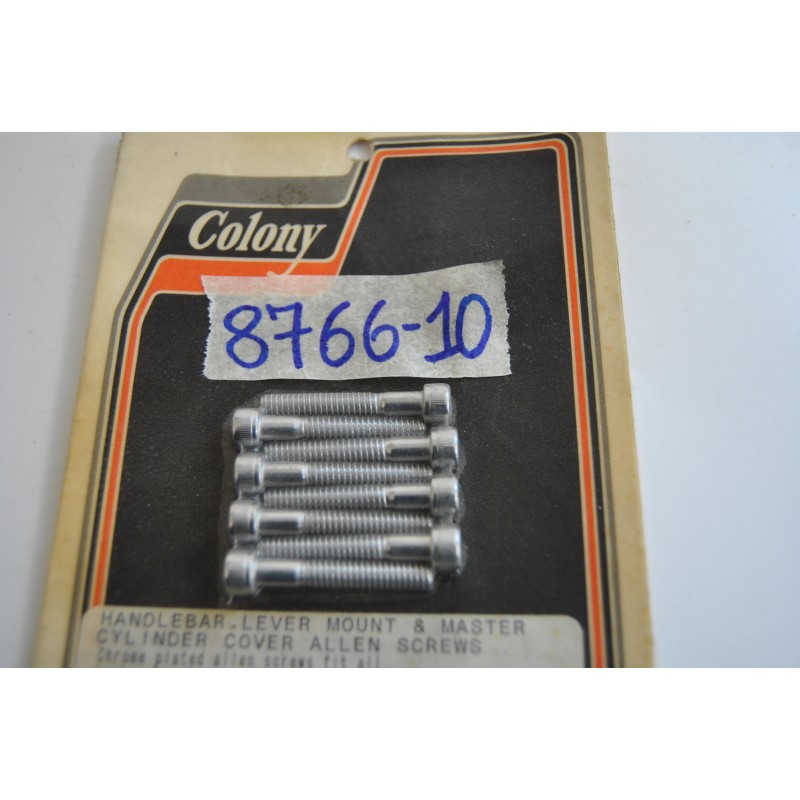 Colony
8766-10
HANDLEBAR, LEVER MOUNT & MASTER
CYLINDER COVER ALLEN SCREWS
Chrome plated allen screws fit all